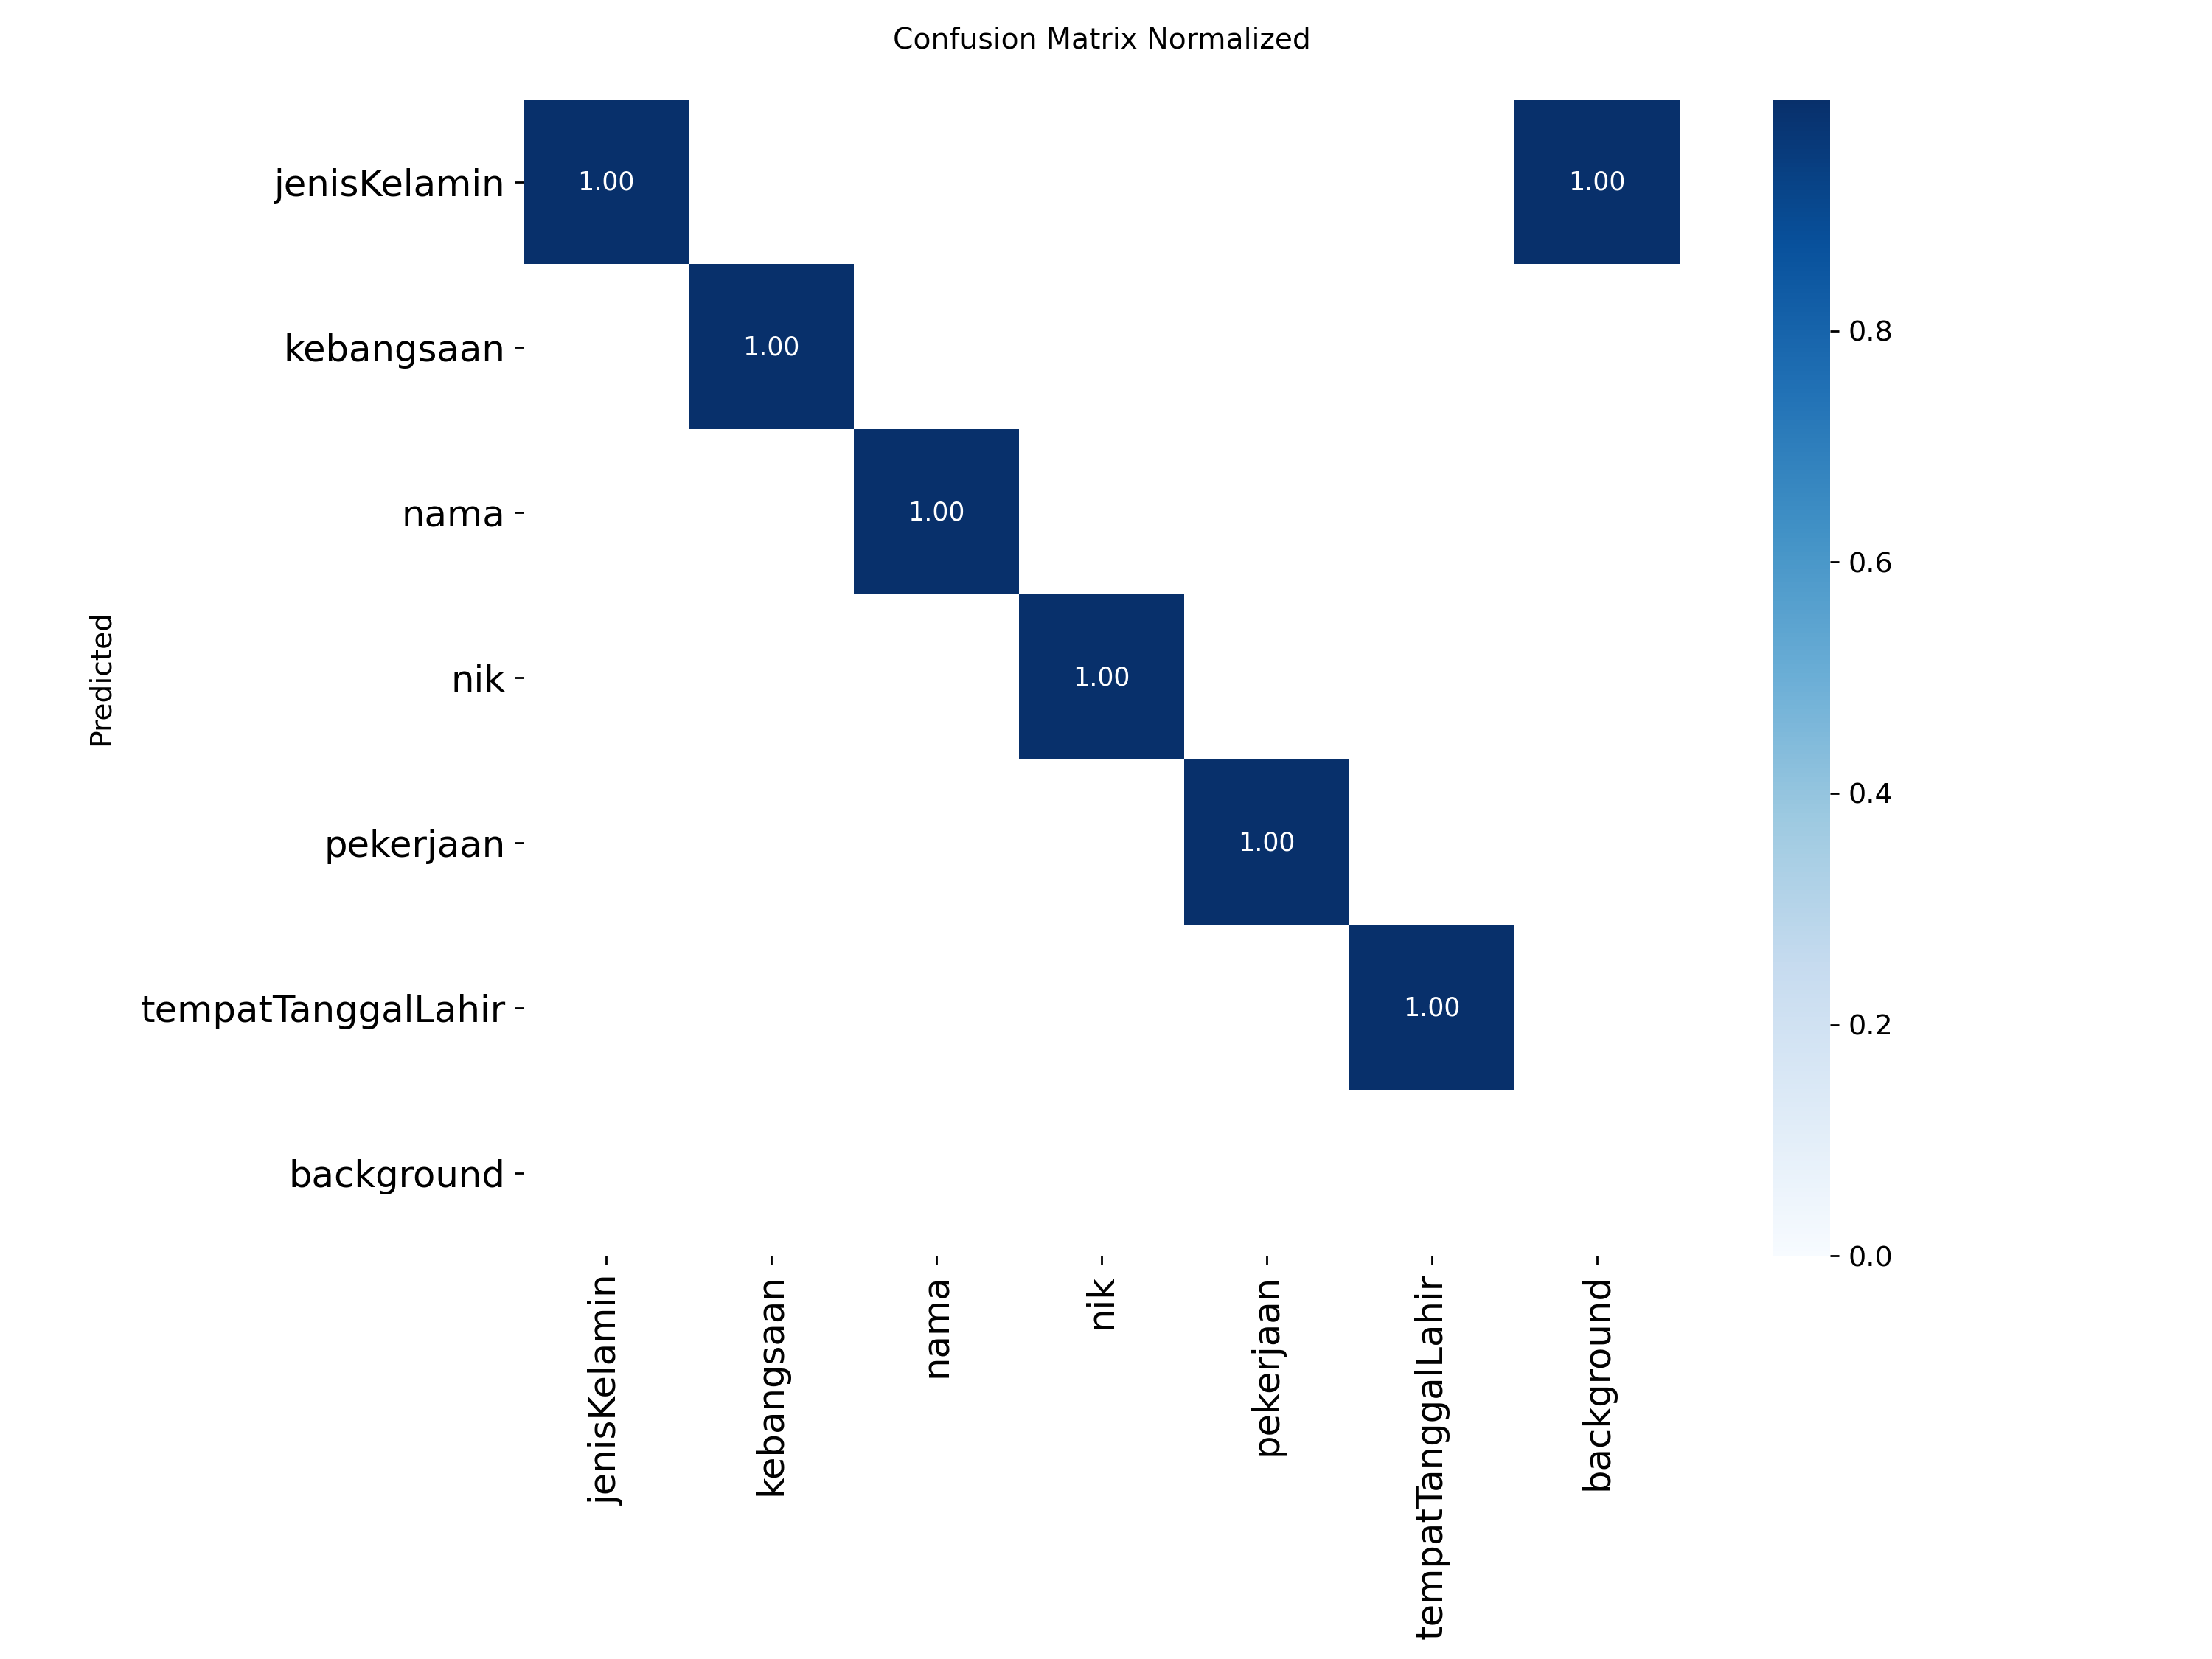 Confusion Matrix Normalized
jenisKelamin
1.00
1.00
kebangsaan
1.00
nama
1.00
nik
1.00
pekerjaan
1.00
tempatTanggalLahir
1.00
background
Predicted
jenisKelamin
kebangsaan
nama
nik
pekerjaan
tempatTanggalLahir
background
0.8
0.6
0.4
0.2
0.0